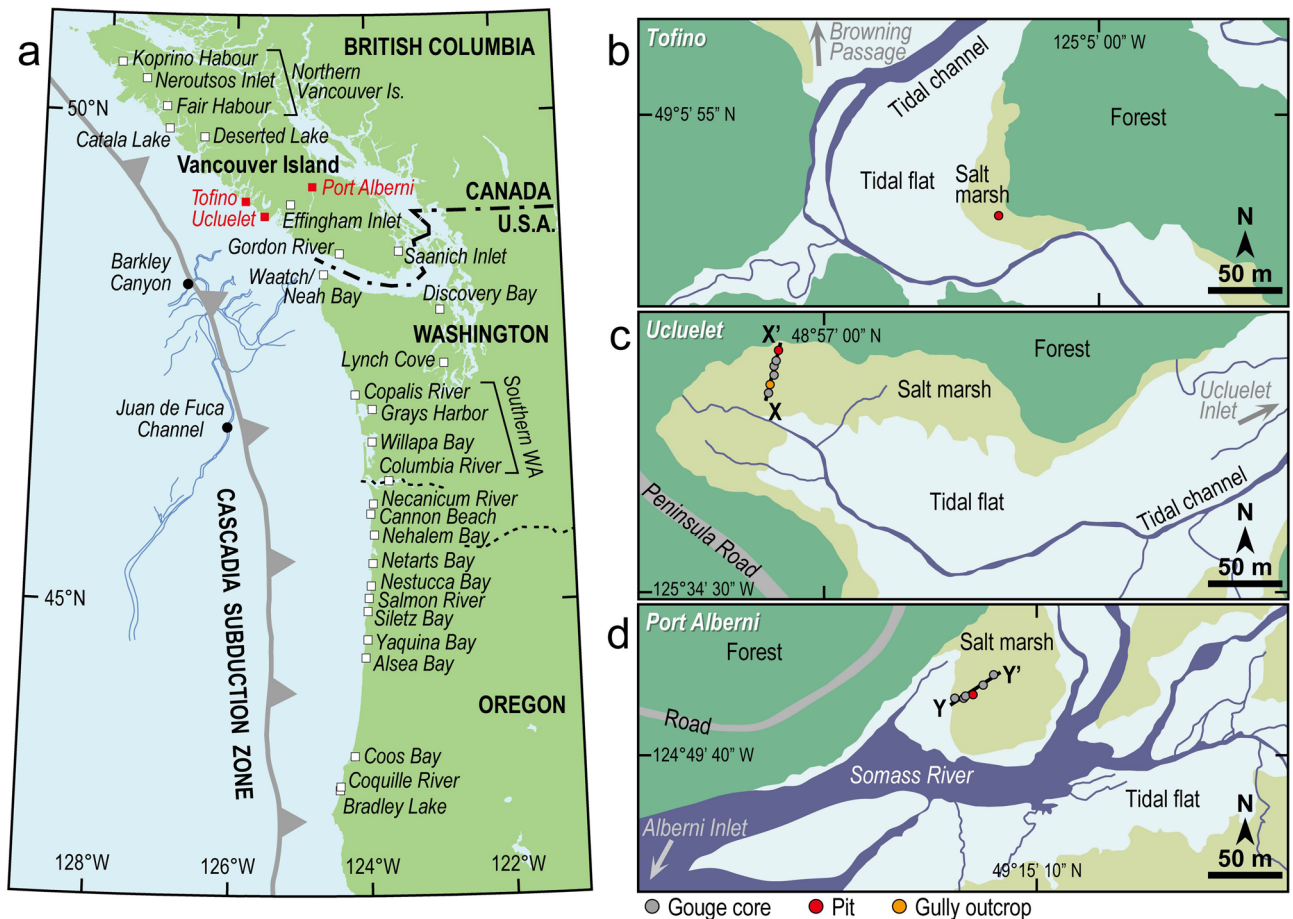 a
BRITISH COLUMBIA
Koprino Habour
Neroutsos Inlet
Northern
Vancouver Is.
50°N
Fair Habour
Catala Lake
Deserted Lake
Vancouver Island
Port Alberni
CANADA
U.S.A.
Tofino
Ucluelet
Effingham Inlet
Gordon River
Saanich Inlet
Barkley
Canyon
Waatch/
Neah Bay
Discovery Bay
WASHINGTON
Lynch Cove
Copalis River
Grays Harbor
Southern WA
Juan de Fuca
Channel
Willapa Bay
Columbia River
Necanicum River
Cannon Beach
Nehalem Bay
CASCADIA SUBDUCTION ZONE
Netarts Bay
Nestucca Bay
45°N
Salmon River
Siletz Bay
Yaquina Bay
Alsea Bay
OREGON
Coos Bay
Coquille River
Bradley Lake
128°W
126°W
124°W
122°W
b
Tofino
Browning
Passage
125°5' 00" W
Tidal channel
49°5' 55" N
Forest
Tidal flat
Salt
marsh
N
50 m
c
Ucluelet
X'
48°57' 00" N
Forest
Salt marsh
Ucluelet
Inlet
X
Tidal flat
Tidal channel
Peninsula Road
N
50 m
125°34' 30" W
d
Port Alberni
Forest
Salt marsh
Y'
Y
Road
124°49' 40" W
Somass River
Tidal flat
Alberni Inlet
N
50 m
49°15' 10" N
Gouge core
Pit
Gully outcrop